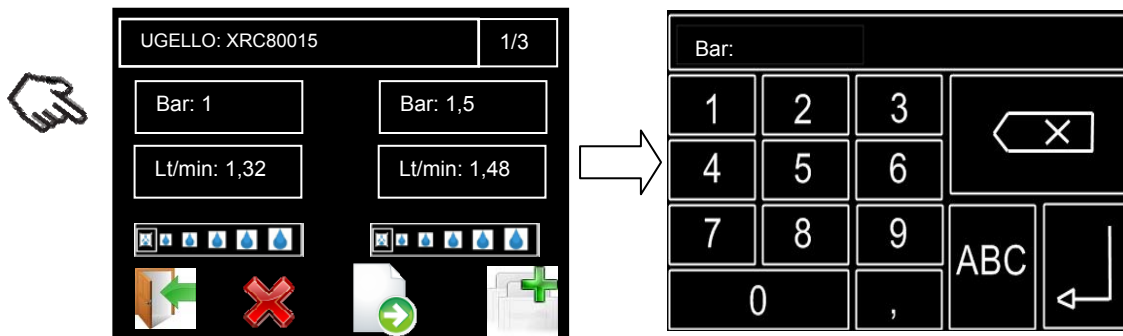 UGELLO: XRC80015 1/3
Bar: 1 Bar: 1,5
Lt/min: 1,32 Lt/min: 1,48
Bar:
1 2 3
4 5 6
7 8 9 ABC
0 ,